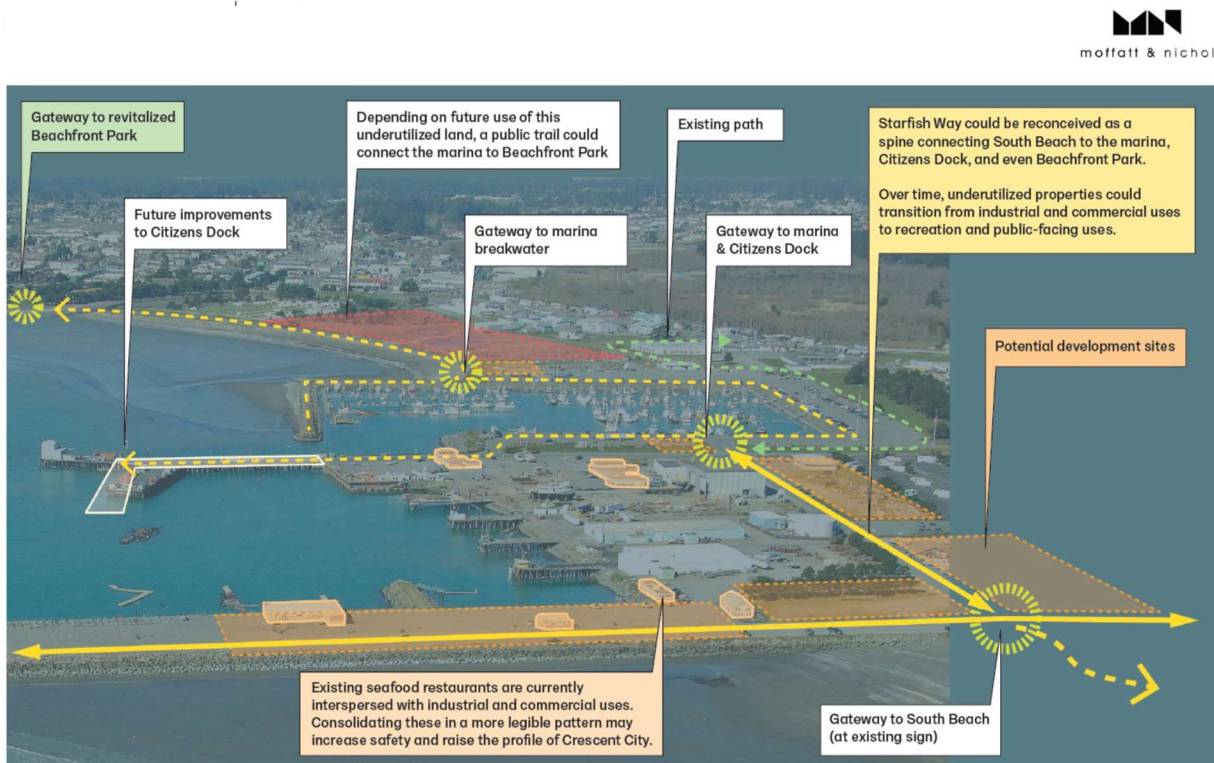 moffatt & nichol
Gateway to revitalized
Beachfront Park
Depending on future use of this
underutilized land, a public trail could
connect the marina to Beachfront Park
Existing path
Starfish Way could be reconceived as a
spine connecting South Beach to the marina,
Citizens Dock, and even Beachfront Park.
Over time, underutilized properties could
transition from industrial and commercial uses
to recreation and public-facing uses.
Future improvements
to Citizens Dock
Gateway to marina
breakwater
Gateway to marina
& Citizens Dock
Potential development sites
Existing seafood restaurants are currently
interspersed with industrial and commercial uses.
Consolidating these in a more legible pattern may
increase safety and raise the profile of Crescent City.
Gateway to South Beach
(at existing sign)